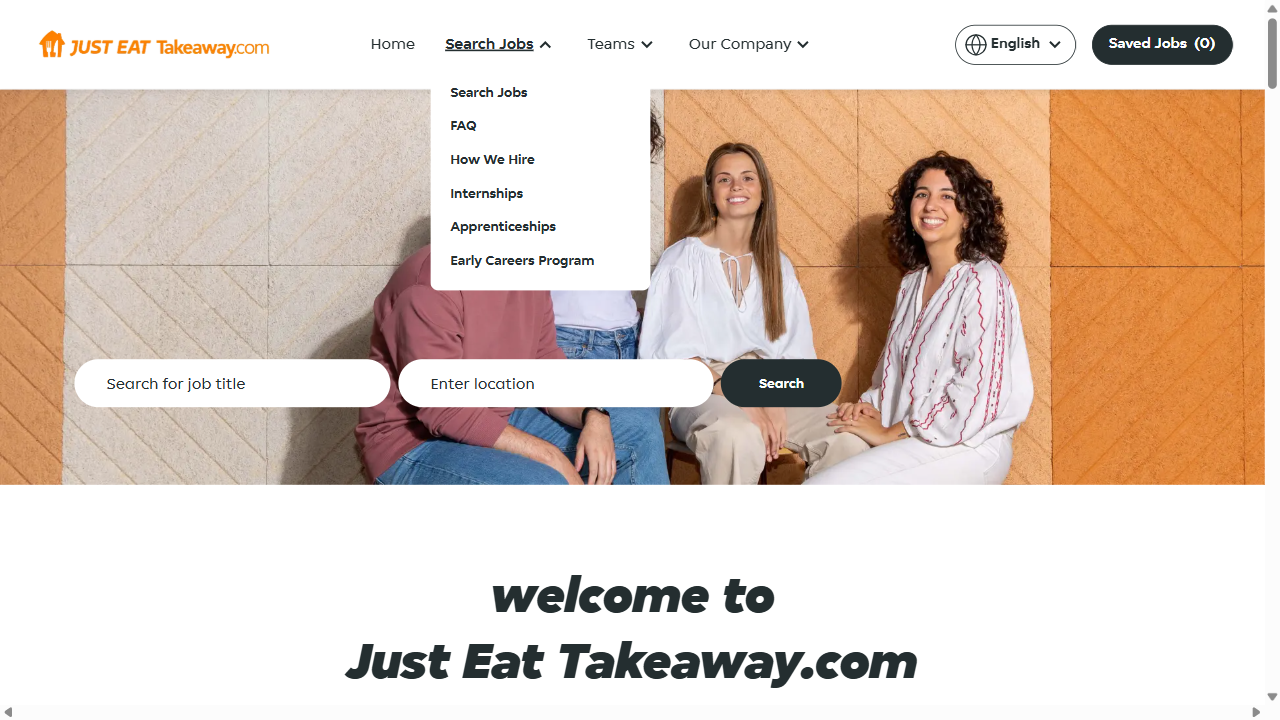 JUST EAT Takeaway.com
Home
Search Jobs
Teams
Our Company
English
Saved Jobs (0)
Search Jobs
FAQ
How We Hire
Internships
Apprenticeships
Early Careers Program
Search for job title
Enter location
Search
welcome to
Just Eat Takeaway.com